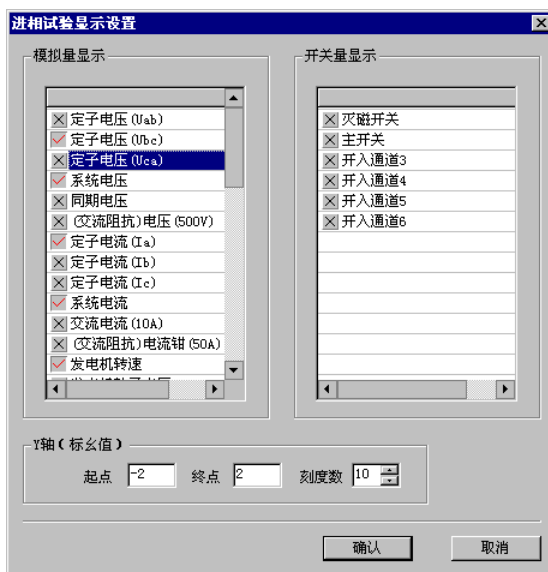 进相试验显示设置
模拟量显示
定子电压(Uab)
定子电压(Ubc)
定子电压(Uca)
系统电压
同期电压
(交流阻抗)电压(500V)
定子电流(Ia)
定子电流(Ib)
定子电流(Ic)
系统电流
交流电流(10A)
(交流阻抗)电流钳(50A)
发电机转速
开关量显示
灭磁开关
主开关
开入通道3
开入通道4
开入通道5
开入通道6
Y轴(标幺值)
起点 -2 终点 2 刻度数 10
确认 取消